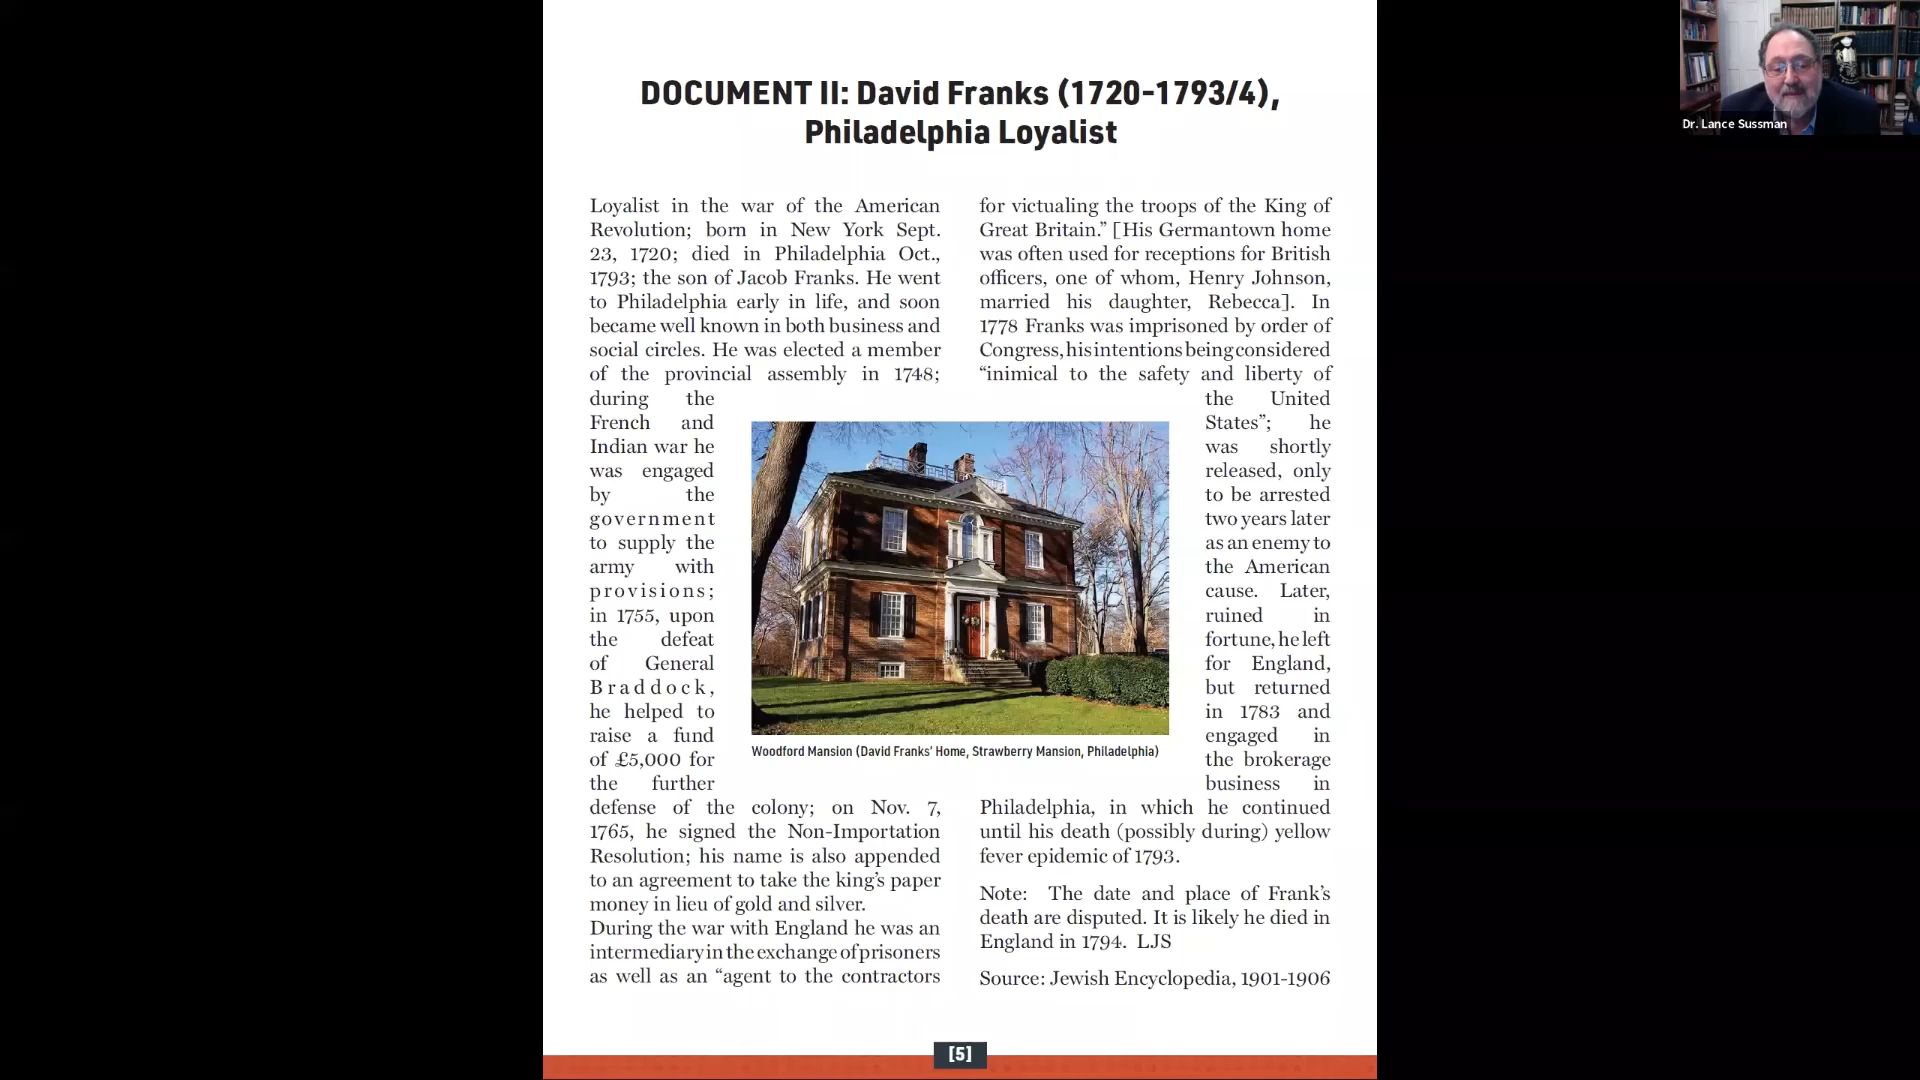 DOCUMENT II: David Franks (1720-1793/4),
Philadelphia Loyalist
Loyalist in the war of the American
Revolution; born in New York Sept.
23, 1720; died in Philadelphia Oct.,
1793; the son of Jacob Franks. He went
to Philadelphia early in life, and soon
became well known in both business and
social circles. He was elected a member
of the provincial assembly in 1748;
during the
French and
Indian war he
was engaged
by the
government
to supply the
army with
provisions;
in 1755, upon
the defeat
of General
Braddock,
he helped to
raise a fund
of £5,000 for
the further
defense of the colony; on Nov. 7,
1765, he signed the Non-Importation
Resolution; his name is also appended
to an agreement to take the king’s paper
money in lieu of gold and silver.
During the war with England he was an
intermediary in the exchange of prisoners
as well as an “agent to the contractors
for victualing the troops of the King of
Great Britain.” [His Germantown home
was often used for receptions for British
officers, one of whom, Henry Johnson,
married his daughter, Rebecca]. In
1778 Franks was imprisoned by order of
Congress, his intentions being considered
“inimical to the safety and liberty of
the United
States”; he
was shortly
released, only
to be arrested
two years later
as an enemy to
the American
cause. Later,
ruined in
fortune, he left
for England,
but returned
in 1783 and
engaged in
the brokerage
business in
Philadelphia, in which he continued
until his death (possibly during) yellow
fever epidemic of 1793.
Note: The date and place of Frank’s
death are disputed. It is likely he died in
England in 1794. LJS
Source: Jewish Encyclopedia, 1901-1906
Woodford Mansion (David Franks’ Home, Strawberry Mansion, Philadelphia)
[5]
Dr. Lance Sussman